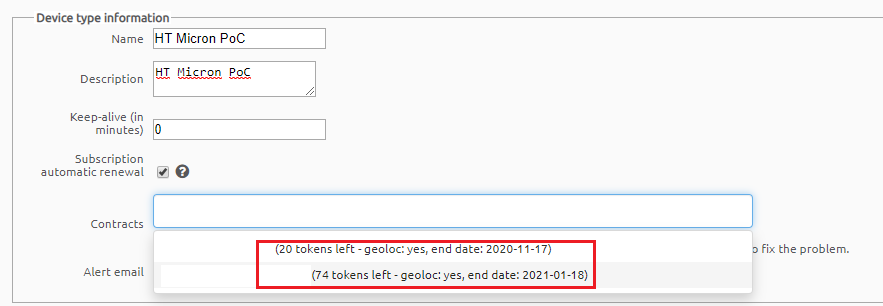 Device type information
Name
HT Micron PoC
Description
HT Micron PoC
Keep-alive (in
minutes)
0
Subscription
automatic renewal
?
Contracts
(20 tokens left - geoloc: yes, end date: 2020-11-17)
to fix the problem.
(74 tokens left - geoloc: yes, end date: 2021-01-18)
Alert email